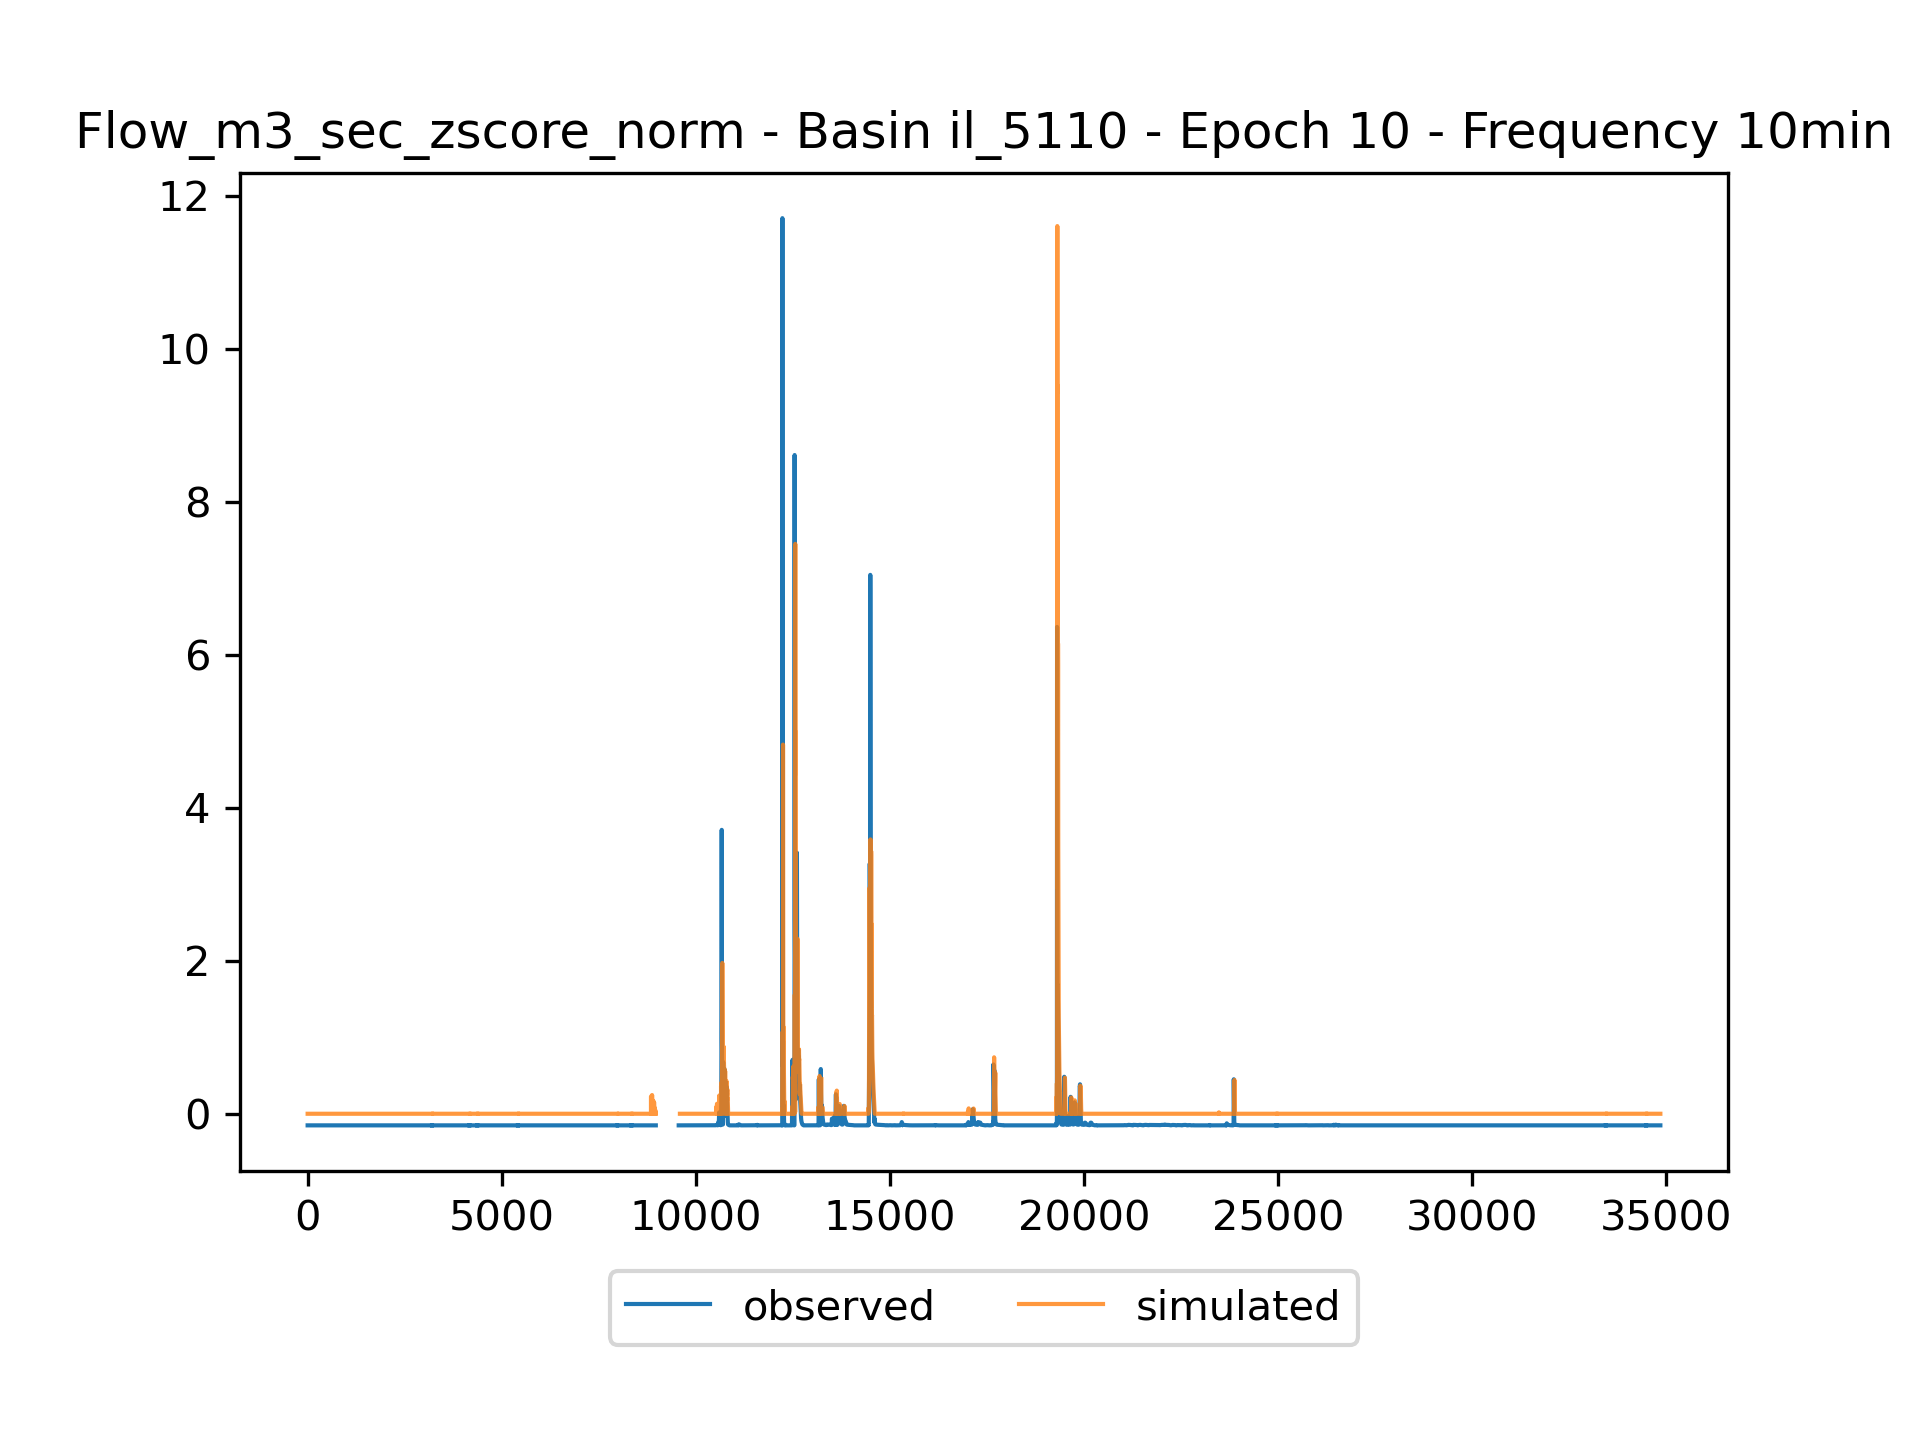 Flow_m3_sec_zscore_norm - Basin il_5110 - Epoch 10 - Frequency 10min
12
10
8
6
4
2
0
0 5000 10000 15000 20000 25000 30000 35000
observed simulated